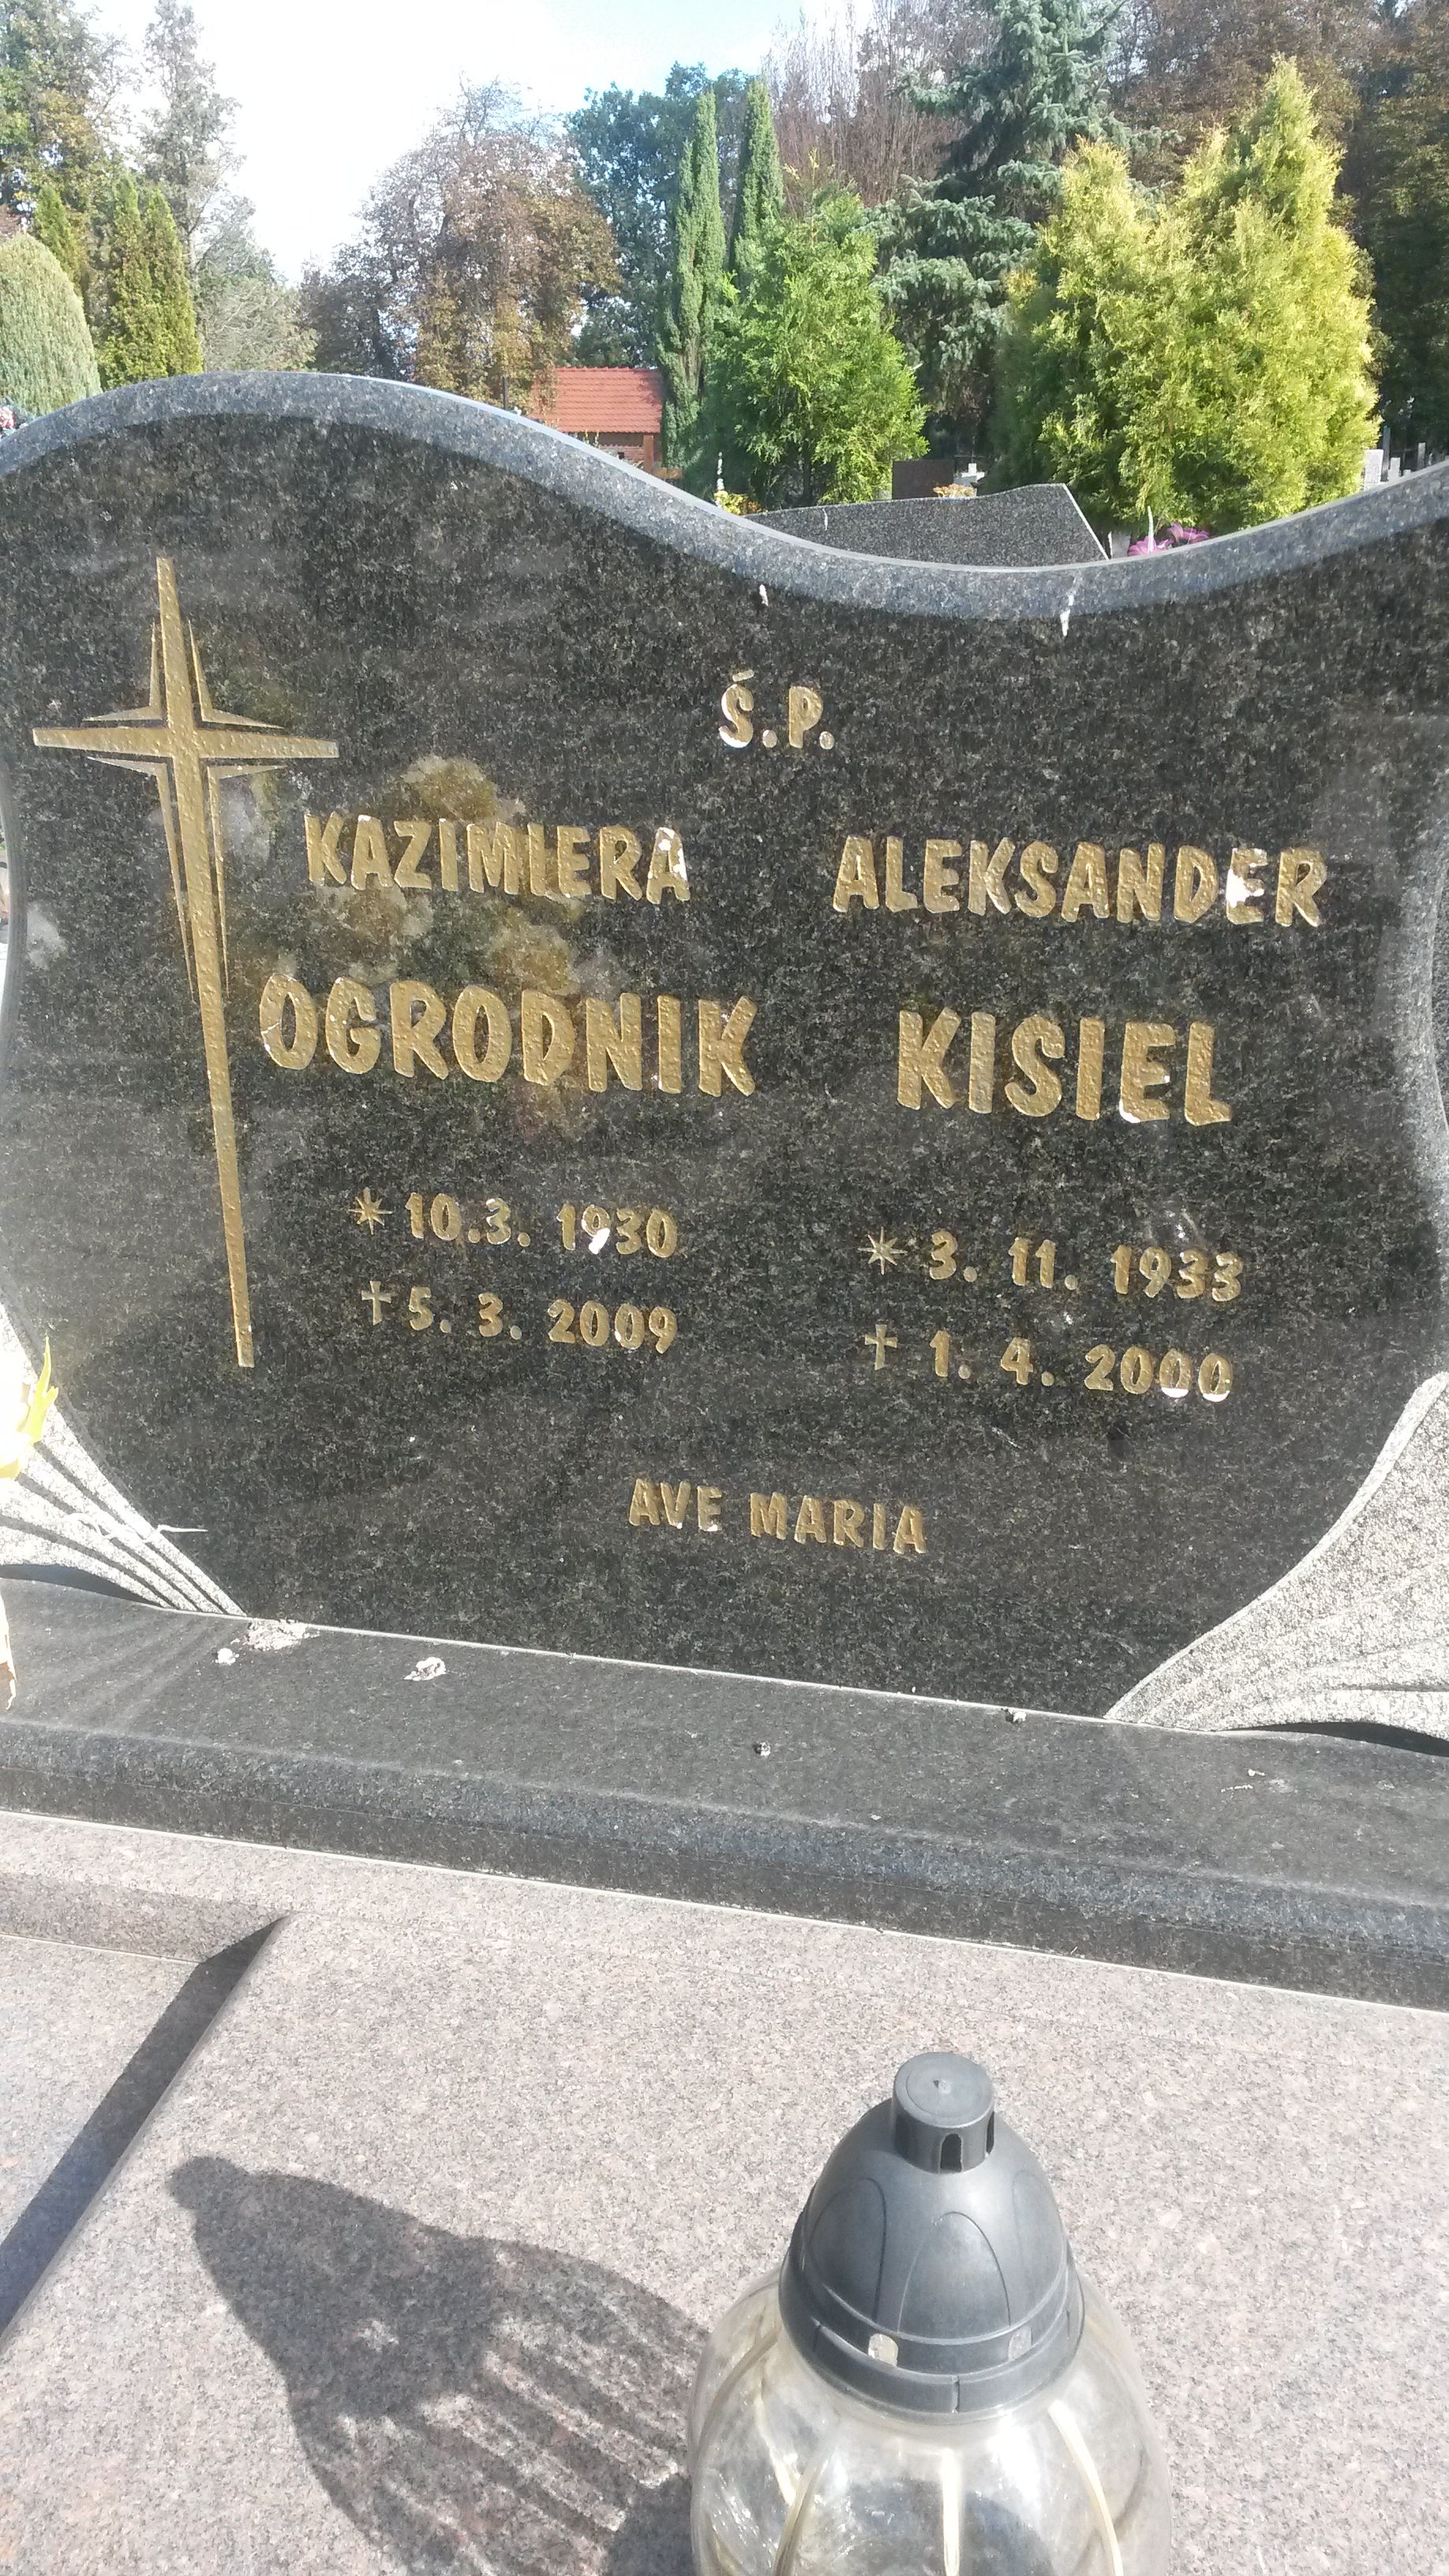 Ś.P.
KAZIMIERA
OGRODNIK
* 10.3. 1930
† 5. 3. 2009
ALEKSANDER
KISIEL
* 3. 11. 1933
† 1. 4. 2000
AVE MARIA